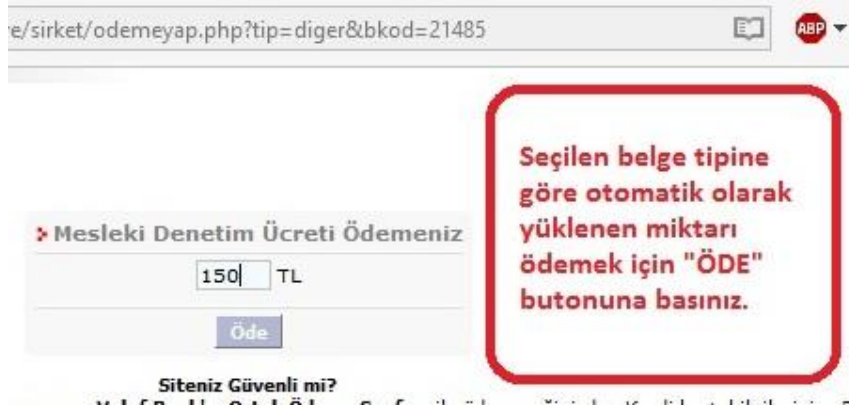 e/sirket/odemeyap.php?tip=diger&bkod=21485
ABP
Seçilen belge tipine
göre otomatik olarak
yüklenen miktarı
ödemek için "ÖDE"
butonuna basınız.
Mesleki Denetim Ücreti Ödemeniz
150 TL
Öde
Siteniz Güvenli mi?